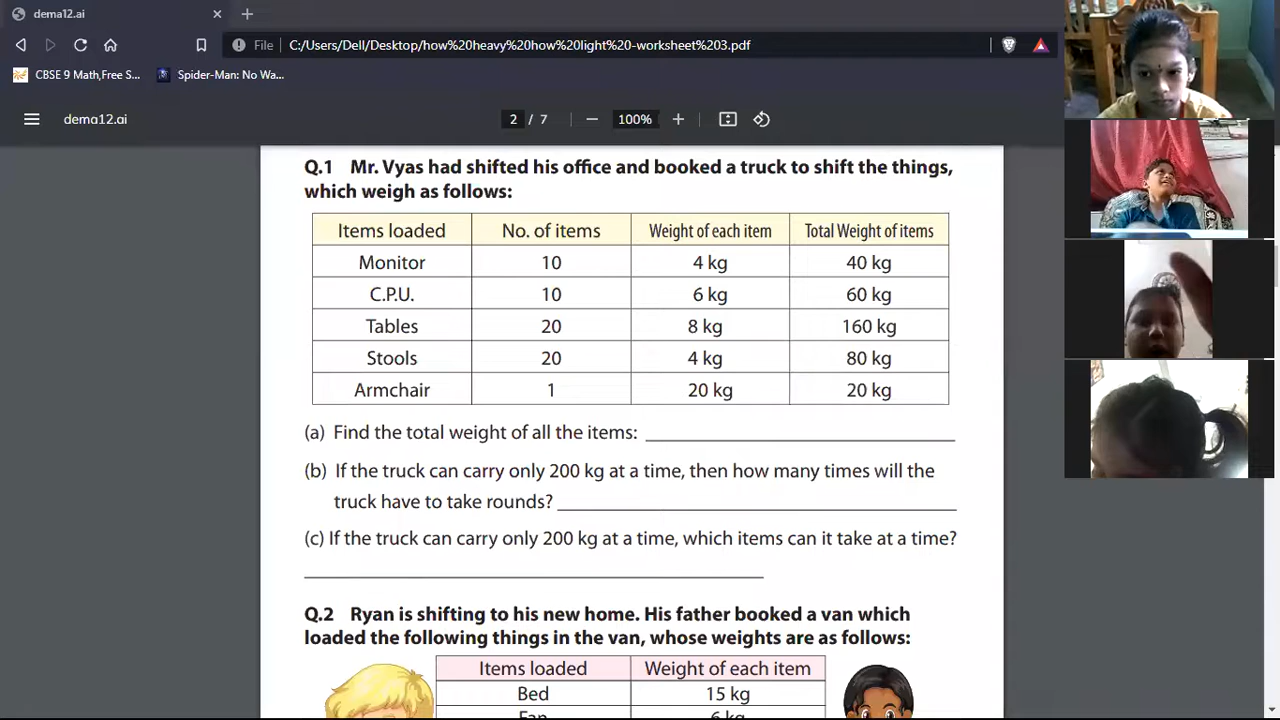 dema12.ai
File C:/Users/Dell/Desktop/how%20heavy%20how%20light%20-worksheet%203.pdf
CBSE 9 Math,Free S... Spider-Man: No Wa...
dema12.ai 2 / 7 100%
Q.1 Mr. Vyas had shifted his office and booked a truck to shift the things,
which weigh as follows:
Items loaded No. of items Weight of each item Total Weight of items
Monitor 10 4 kg 40 kg
C.P.U. 10 6 kg 60 kg
Tables 20 8 kg 160 kg
Stools 20 4 kg 80 kg
Armchair 1 20 kg 20 kg
(a) Find the total weight of all the items:
(b) If the truck can carry only 200 kg at a time, then how many times will the
truck have to take rounds?
(c) If the truck can carry only 200 kg at a time, which items can it take at a time?
Q.2 Ryan is shifting to his new home. His father booked a van which
loaded the following things in the van, whose weights are as follows:
Items loaded Weight of each item
Bed 15 kg
Fan 6 kg